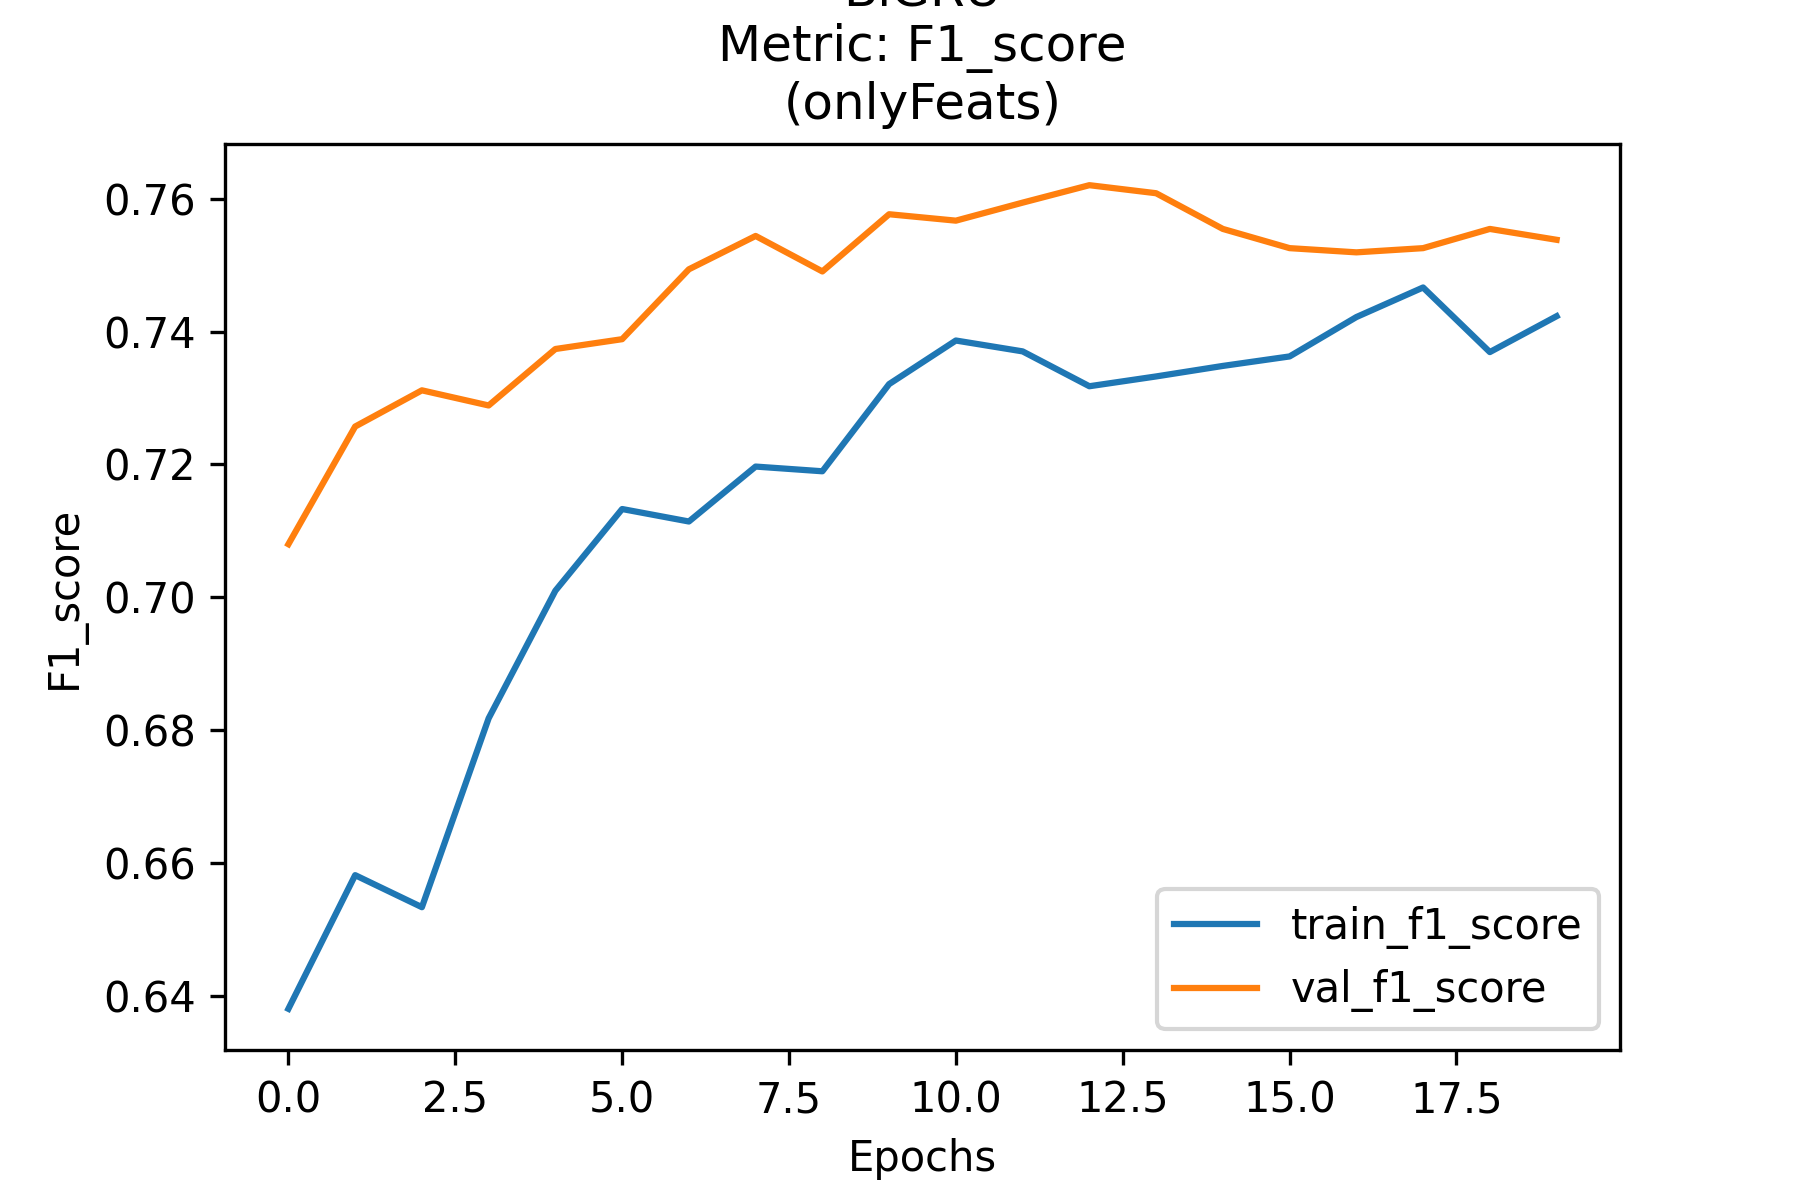 BiGRU
Metric: F1_score
(onlyFeats)
F1_score
0.76
0.74
0.72
0.70
0.68
0.66
0.64
train_f1_score
val_f1_score
0.0 2.5 5.0 7.5 10.0 12.5 15.0 17.5
Epochs